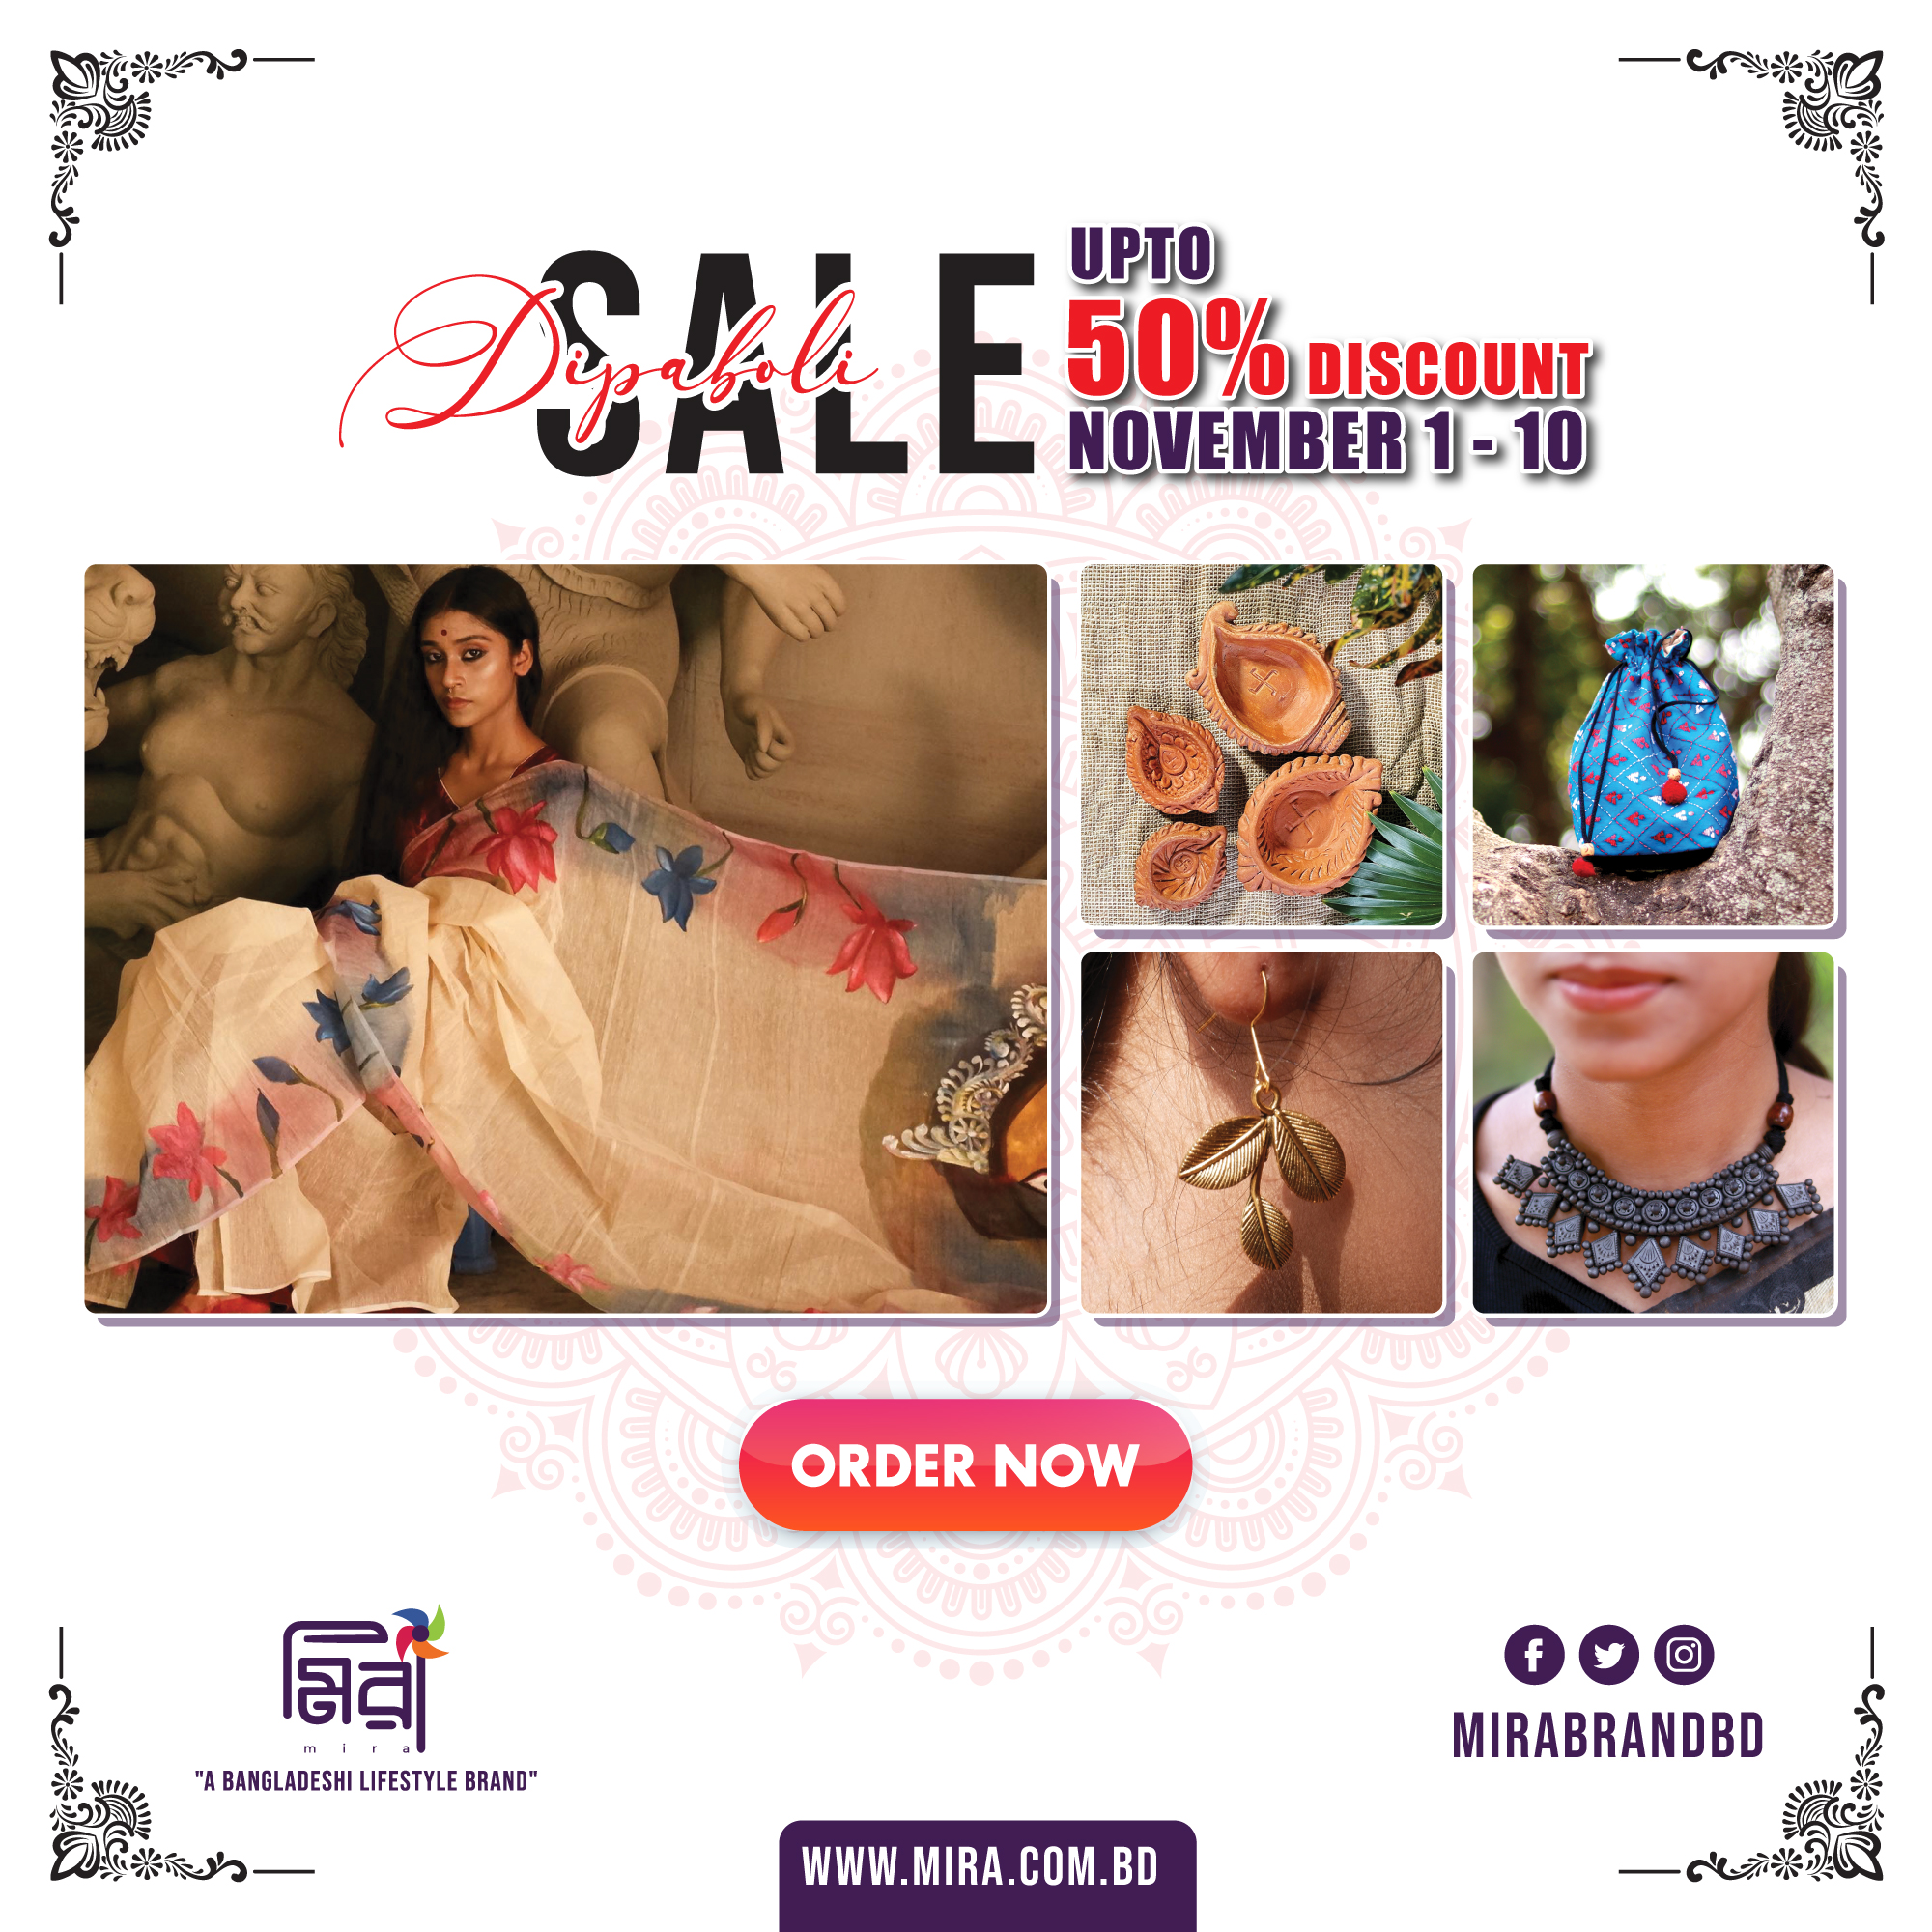 Dipaboli
SALE
UPTO
50% DISCOUNT
NOVEMBER 1 - 10
ORDER NOW
মিরা
mira
"A BANGLADESHI LIFESTYLE BRAND"
MIRABRANDBD
WWW.MIRA.COM.BD